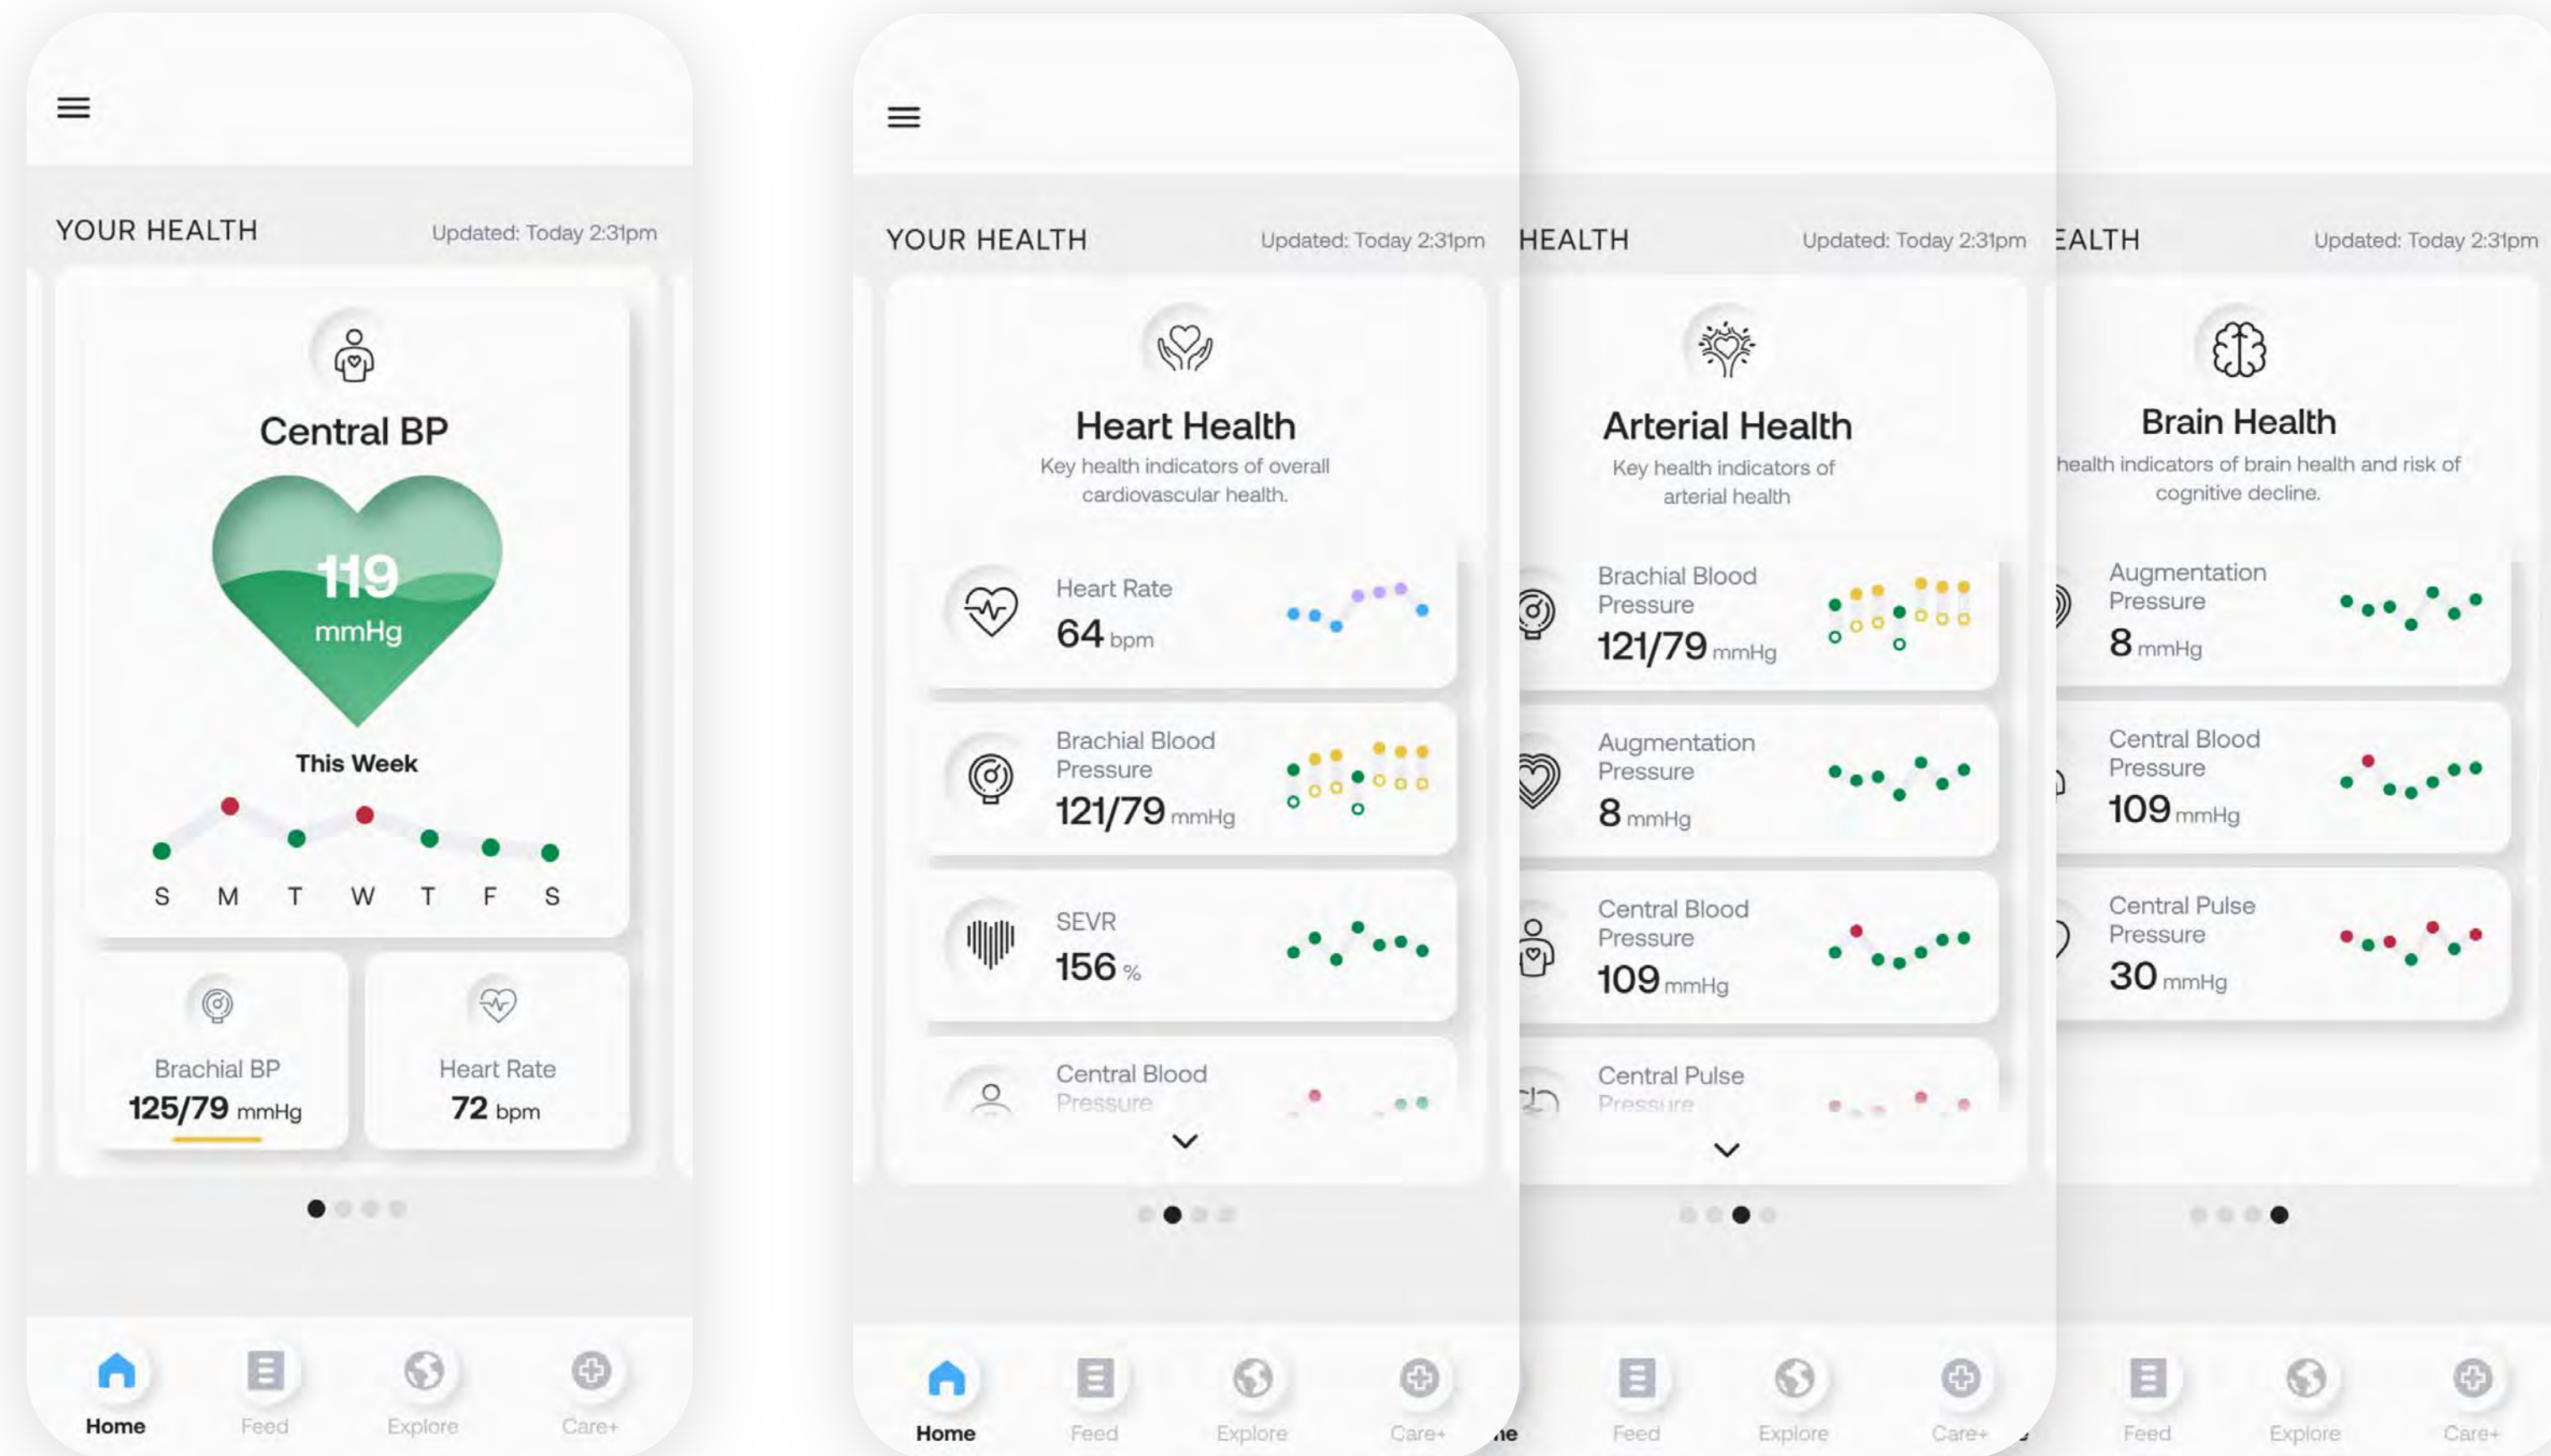 YOUR HEALTH
Updated: Today 2:31pm
Central BP
119
mmHg
This Week
S M T W T F S
Brachial BP
125/79 mmHg
Heart Rate
72 bpm
Home
Feed
Explore
Care+
YOUR HEALTH
Updated: Today 2:31pm
Heart Health
Key health indicators of overall
cardiovascular health.
Heart Rate
64 bpm
Brachial Blood
Pressure
121/79 mmHg
SEVR
156 %
Central Blood
Pressure
Home
Feed
Explore
Care+
HEALTH
Updated: Today 2:31pm
Arterial Health
Key health indicators of
arterial health
Brachial Blood
Pressure
121/79 mmHg
Augmentation
Pressure
8 mmHg
Central Blood
Pressure
109 mmHg
Central Pulse
Pressure
ne
Feed
Explore
Care+
EALTH
Updated: Today 2:31pm
Brain Health
health indicators of brain health and risk of
cognitive decline.
Augmentation
Pressure
8 mmHg
Central Blood
Pressure
109 mmHg
Central Pulse
Pressure
30 mmHg
e
Feed
Explore
Care+